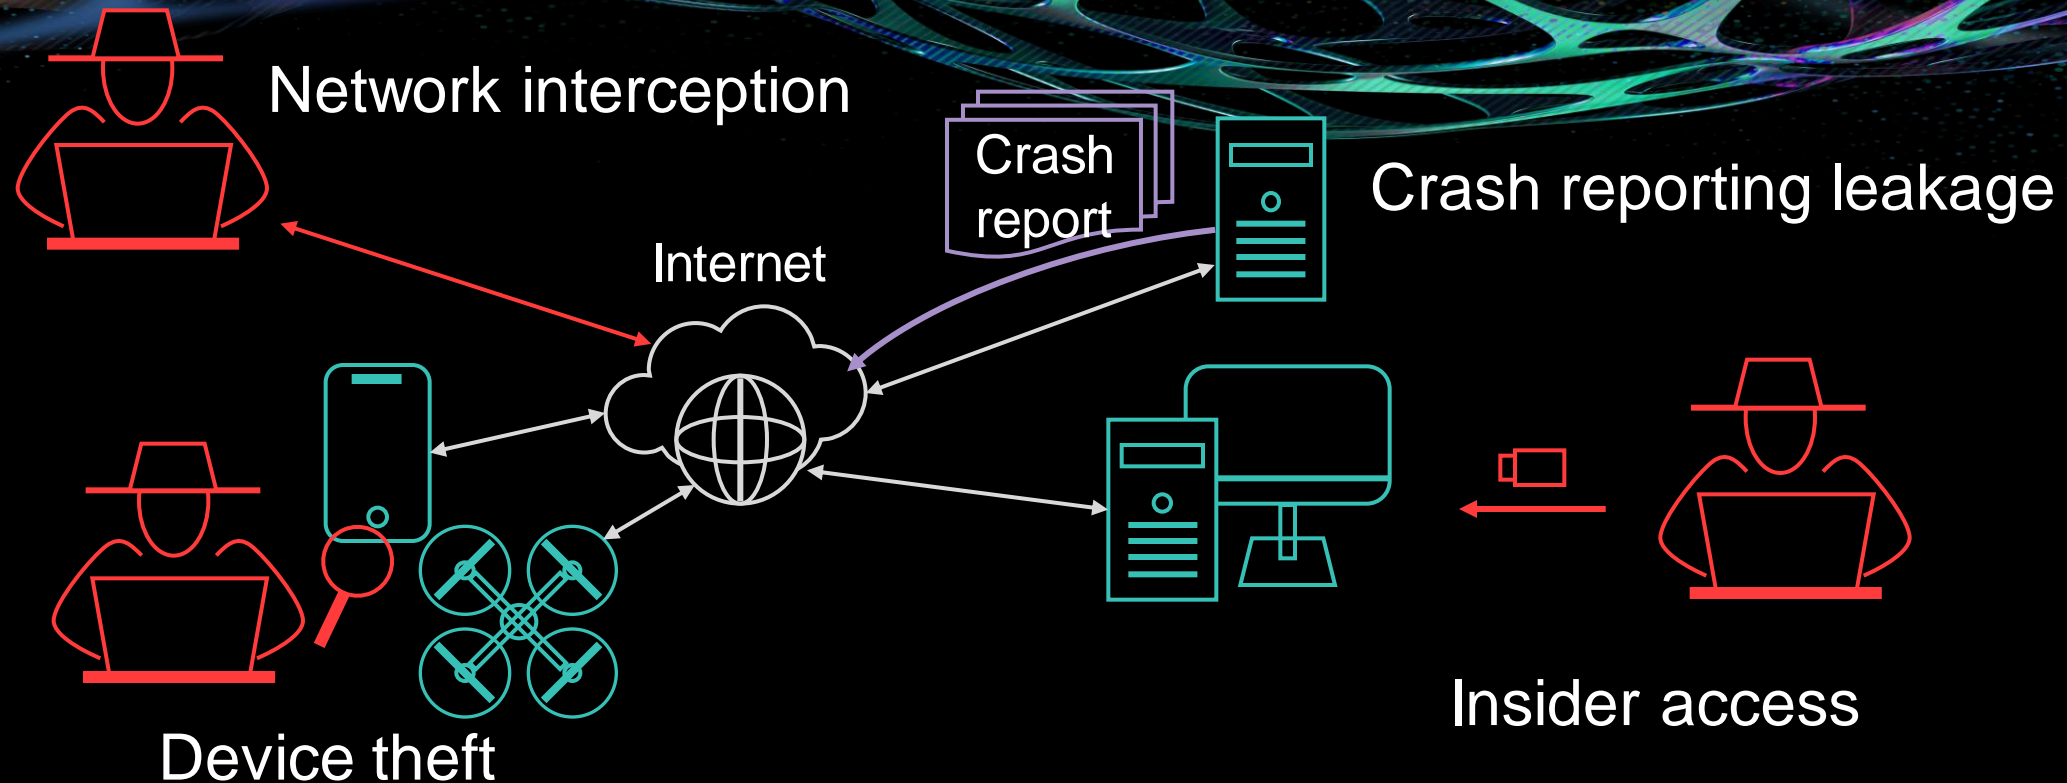 Network interception
Crash
report
Crash reporting leakage
Internet
Insider access
Device theft